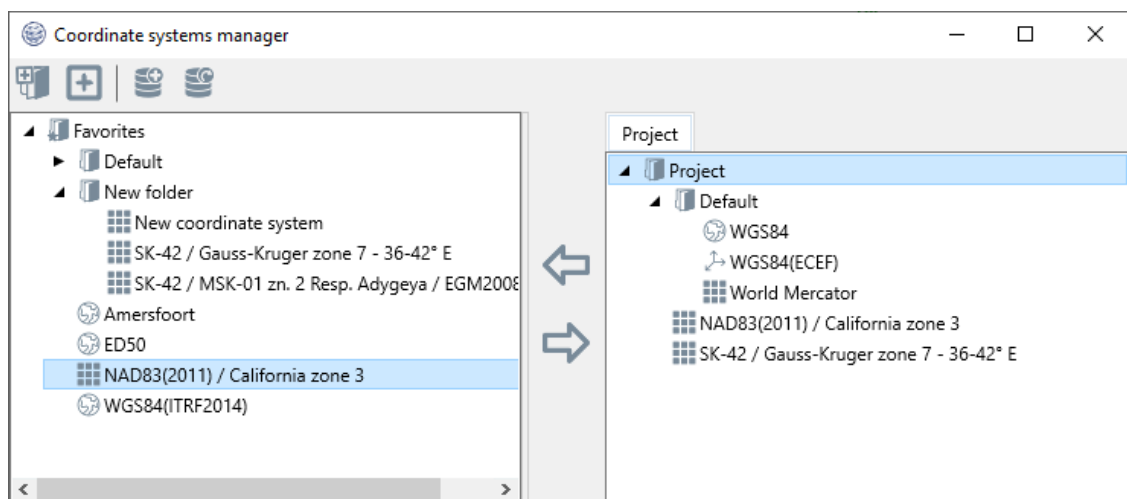 Coordinate systems manager
Favorites
Default
New folder
New coordinate system
SK-42 / Gauss-Kruger zone 7 - 36-42° E
SK-42 / MSK-01 zn. 2 Resp. Adygeya / EGM2008
Amersfoort
ED50
NAD83(2011) / California zone 3
WGS84(ITRF2014)
Project
Project
Default
WGS84
WGS84(ECEF)
World Mercator
NAD83(2011) / California zone 3
SK-42 / Gauss-Kruger zone 7 - 36-42° E